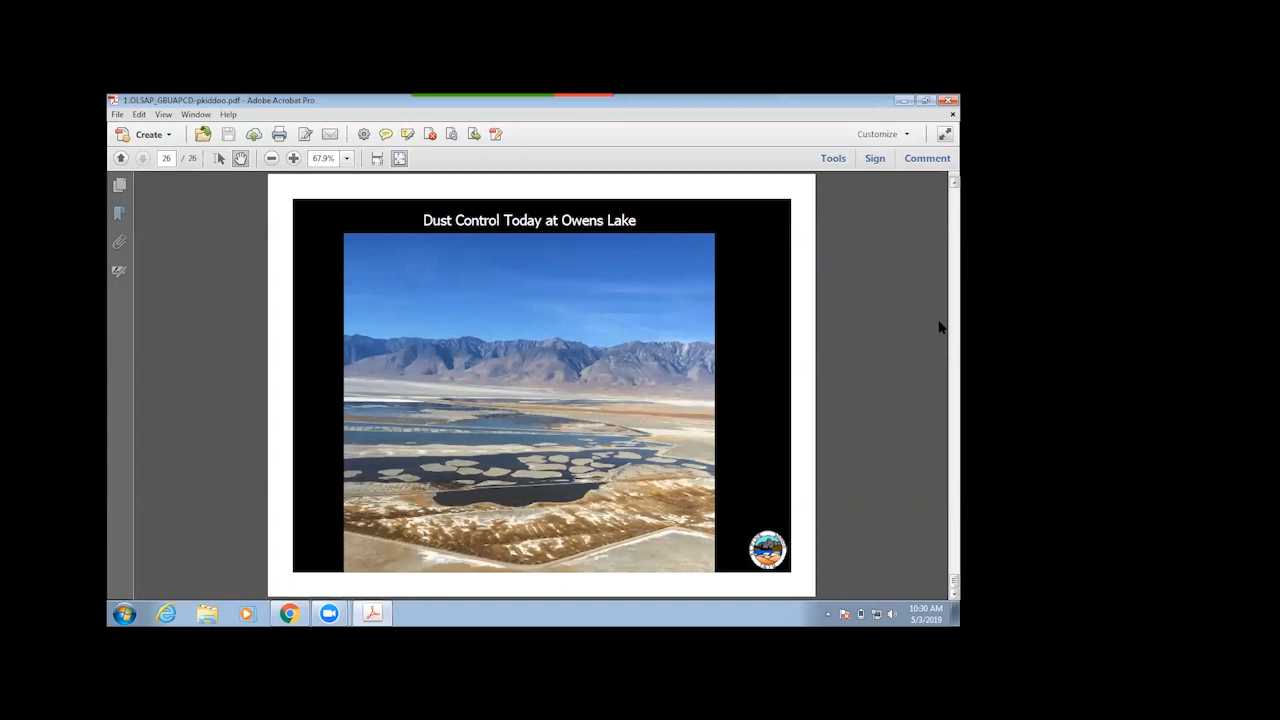 1.OLSAP_GBUAPCD-pkiddoo.pdf - Adobe Acrobat Pro
File Edit View Window Help
Create
Customize
26 / 26
67.9%
Tools Sign Comment
Dust Control Today at Owens Lake
10:30 AM
5/3/2019